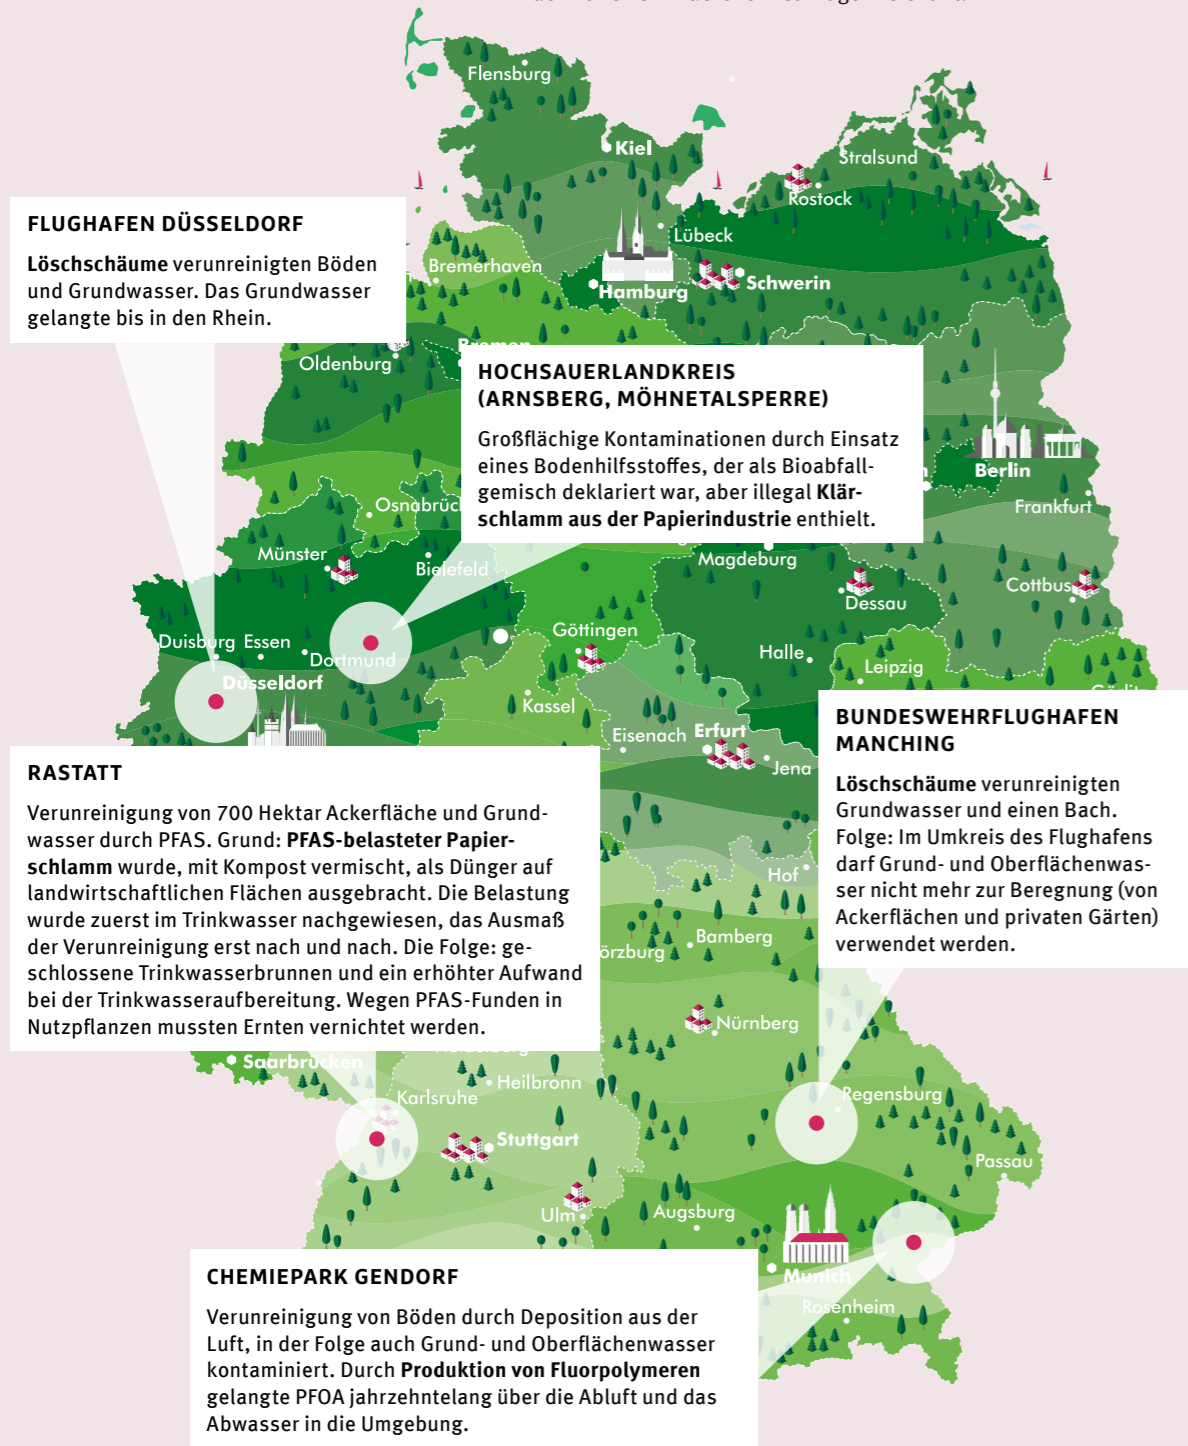 Flensburg
Kiel
Stralsund
Rostock
Lübeck
FLUGHAFEN DÜSSELDORF
Löschschäume verunreinigten Böden
und Grundwasser. Das Grundwasser
gelangte bis in den Rhein.
Bremerhaven
Hamburg
Schwerin
Bremen
Oldenburg
HOCHSAUERLANDKREIS
(ARNSBERG, MÖHNETALSPERRE)
Großflächige Kontaminationen durch Einsatz
eines Bodenhilfsstoffes, der als Bioabfall-
gemisch deklariert war, aber illegal Klär-
schlamm aus der Papierindustrie enthielt.
Berlin
Frankfurt
Osnabrüc
Münster
Bielefeld
Magdeburg
Dessau
Cottbus
Duisburg
Essen
Dortmund
Göttingen
Halle
Leipzig
Düsseldorf
Kassel
Eisenach
Erfurt
Jena
BUNDESWEHRFLUGHAFEN
MANCHING
Löschschäume verunreinigten
Grundwasser und einen Bach.
Folge: Im Umkreis des Flughafens
darf Grund- und Oberflächenwas-
ser nicht mehr zur Beregnung (von
Ackerflächen und privaten Gärten)
verwendet werden.
RASTATT
Verunreinigung von 700 Hektar Ackerfläche und Grund-
wasser durch PFAS. Grund: PFAS-belasteter Papier-
schlamm wurde, mit Kompost vermischt, als Dünger auf
landwirtschaftlichen Flächen ausgebracht. Die Belastung
wurde zuerst im Trinkwasser nachgewiesen, das Ausmaß
der Verunreinigung erst nach und nach. Die Folge: ge-
schlossene Trinkwasserbrunnen und ein erhöhter Aufwand
bei der Trinkwasseraufbereitung. Wegen PFAS-Funden in
Nutzpflanzen mussten Ernten vernichtet werden.
Hof
Bamberg
örzburg
Nürnberg
Saarbrücken
Heilbronn
Karlsruhe
Regensburg
Stuttgart
Passau
Ulm
Augsburg
Munich
Rosenheim
CHEMIEPARK GENDORF
Verunreinigung von Böden durch Deposition aus der
Luft, in der Folge auch Grund- und Oberflächenwasser
kontaminiert. Durch Produktion von Fluorpolymeren
gelangte PFOA jahrzehntelang über die Abluft und das
Abwasser in die Umgebung.